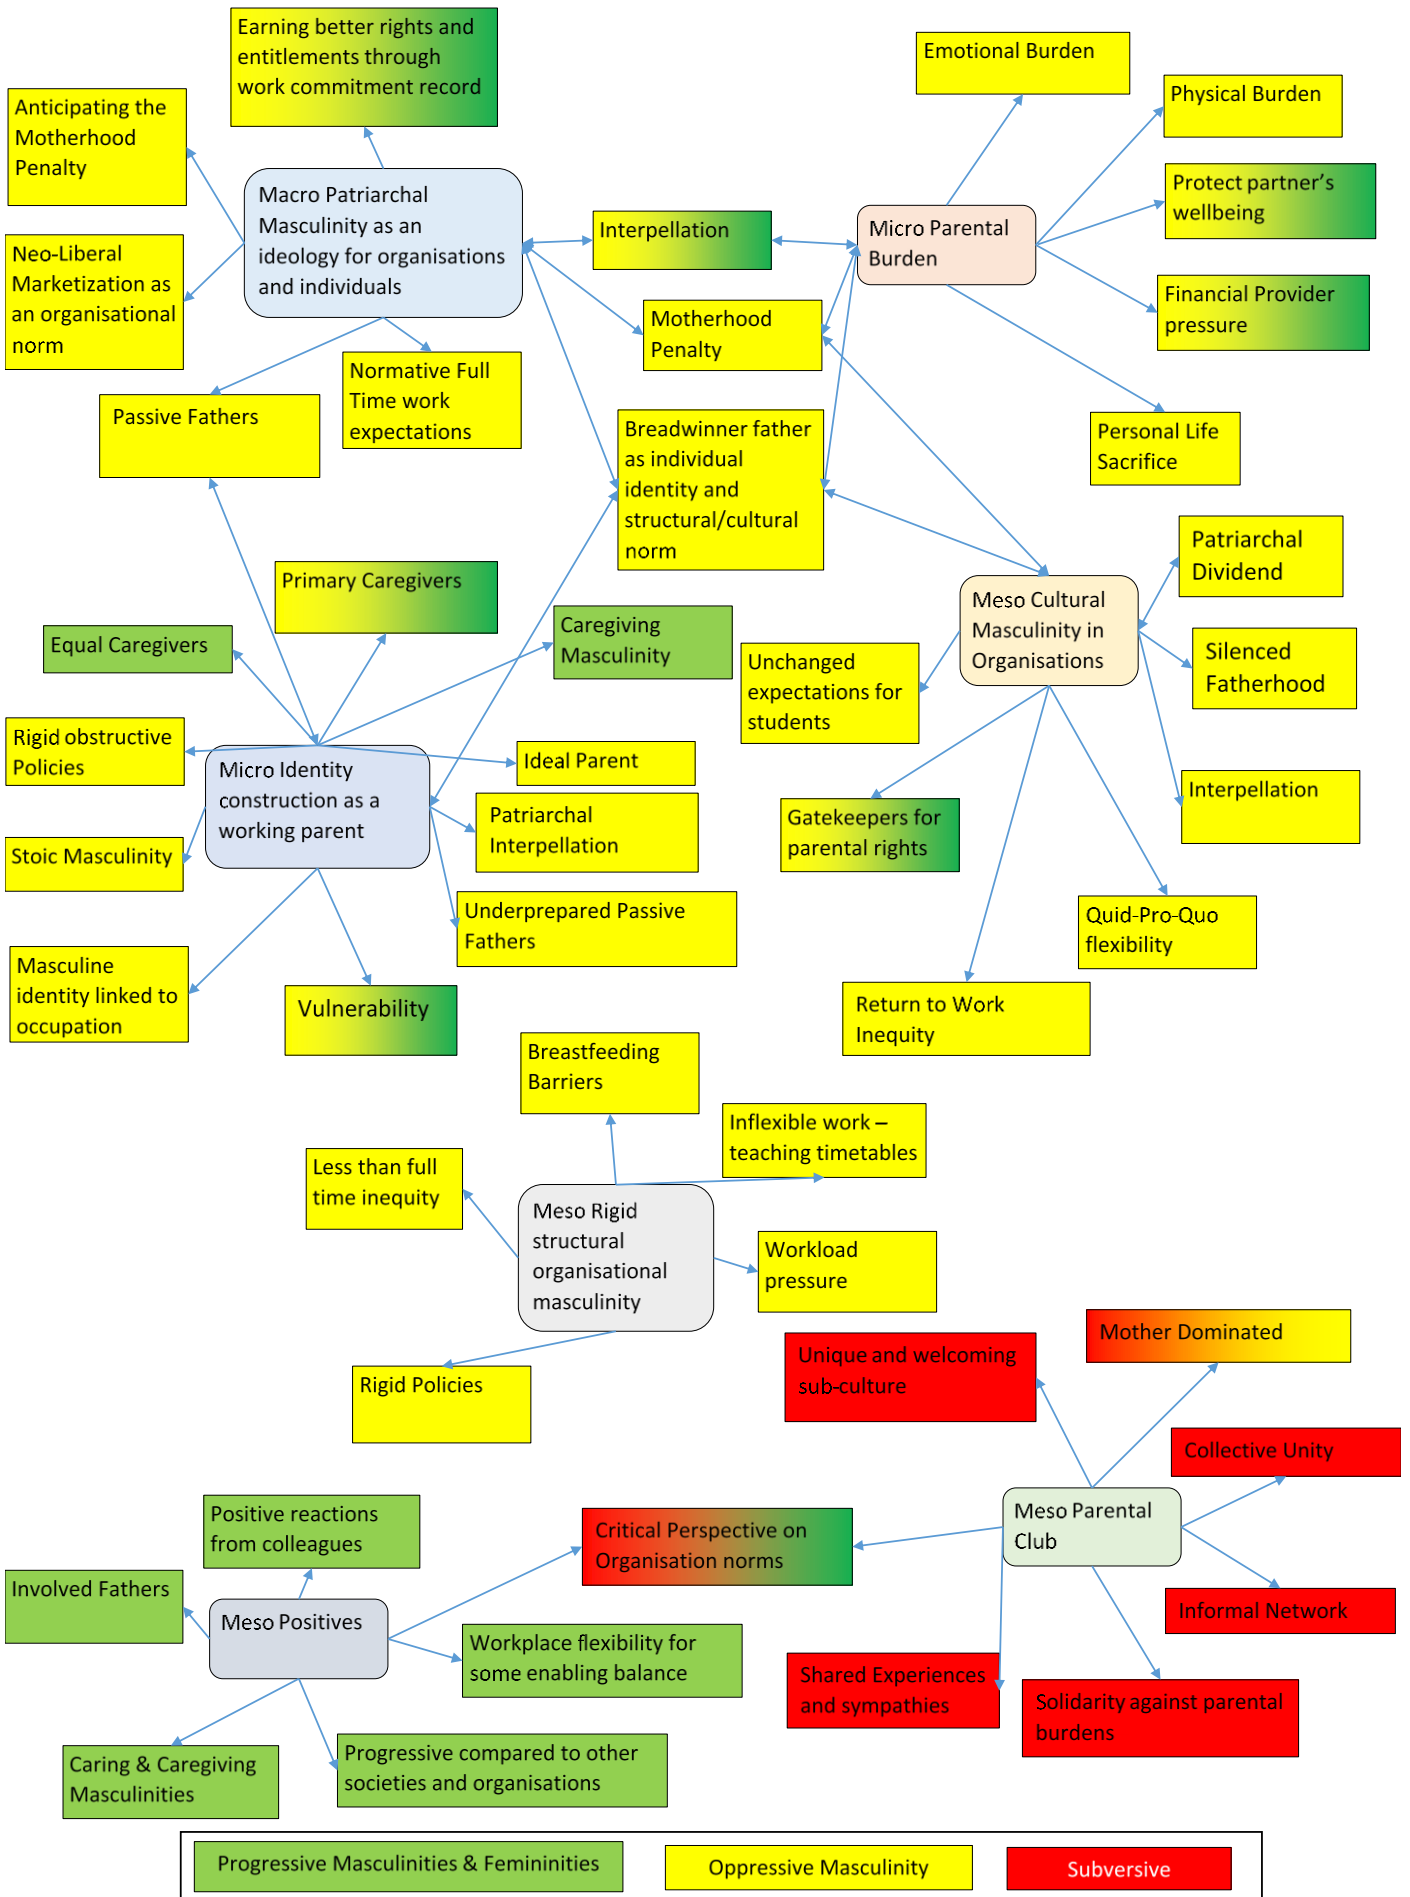 Earning better rights and
entitlements through
work commitment record
Emotional Burden
Physical Burden
Anticipating the
Motherhood
Penalty
Macro Patriarchal
Masculinity as an
ideology for organisations
and individuals
Interpellation
Micro Parental
Burden
Protect partner's
wellbeing
Neo-Liberal
Marketization as
an organisational
norm
Financial Provider
pressure
Motherhood
Penalty
Normative Full
Time work
expectations
Passive Fathers
Breadwinner father
as individual
identity and
structural/cultural
norm
Personal Life
Sacrifice
Patriarchal
Dividend
Primary Caregivers
Meso Cultural
Masculinity in
Organisations
Equal Caregivers
Caregiving
Masculinity
Unchanged
expectations for
students
Silenced
Fatherhood
Rigid obstructive
Policies
Micro Identity
construction as a
working parent
Ideal Parent
Interpellation
Patriarchal
Interpellation
Gatekeepers for
parental rights
Stoic Masculinity
Underprepared Passive
Fathers
Quid-Pro-Quo
flexibility
Masculine
identity linked to
occupation
Vulnerability
Return to Work
Inequity
Breastfeeding
Barriers
Inflexible work –
teaching timetables
Less than full
time inequity
Meso Rigid
structural
organisational
masculinity
Workload
pressure
Rigid Policies
Unique and welcoming
sub-culture
Mother Dominated
Collective Unity
Positive reactions
from colleagues
Critical Perspective on
Organisation norms
Meso Parental
Club
Involved Fathers
Meso Positives
Informal Network
Workplace flexibility for
some enabling balance
Shared Experiences
and sympathies
Solidarity against parental
burdens
Caring & Caregiving
Masculinities
Progressive compared to other
societies and organisations
Progressive Masculinities & Femininities
Oppressive Masculinity
Subversive